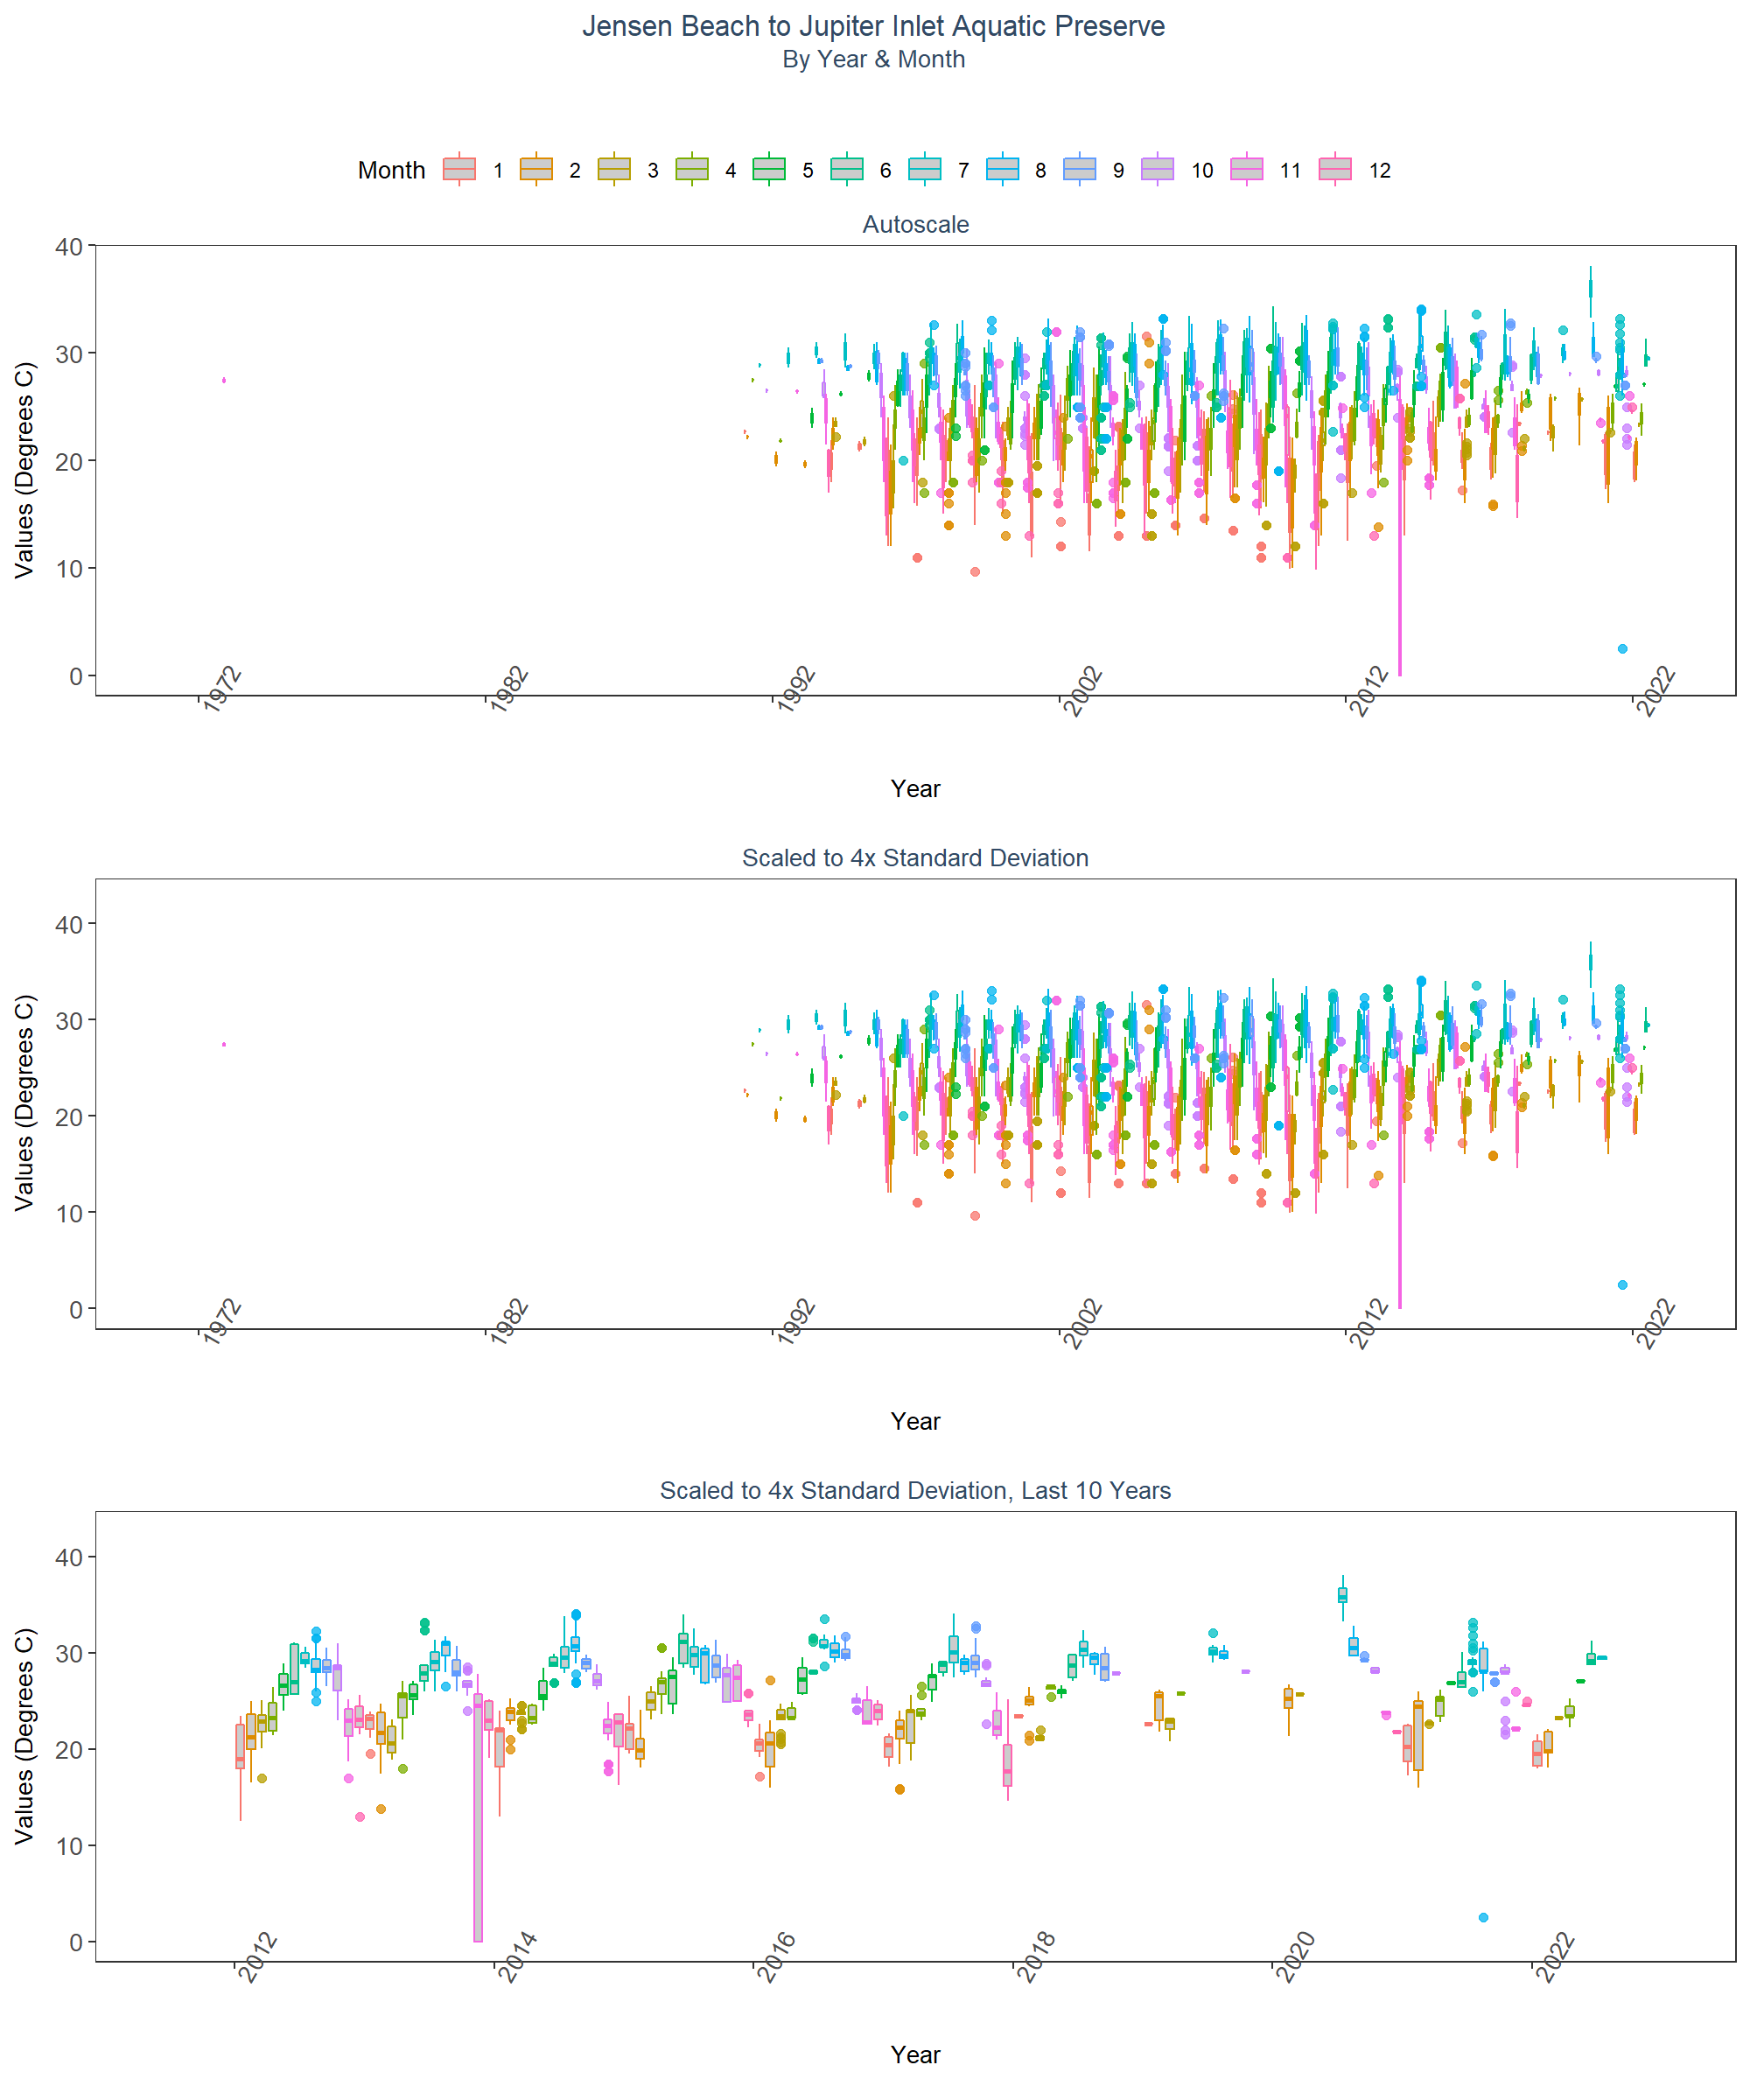 Jensen Beach to Jupiter Inlet Aquatic Preserve
By Year & Month
Month 1 2 3 4 5 6 7 8 9 10 11 12
Autoscale
Values (Degrees C)
40
30
20
10
0
1972 1982 1992 2002 2012 2022
Year
Scaled to 4x Standard Deviation
Values (Degrees C)
40
30
20
10
0
1972 1982 1992 2002 2012 2022
Year
Scaled to 4x Standard Deviation, Last 10 Years
Values (Degrees C)
40
30
20
10
0
2012 2014 2016 2018 2020 2022
Year